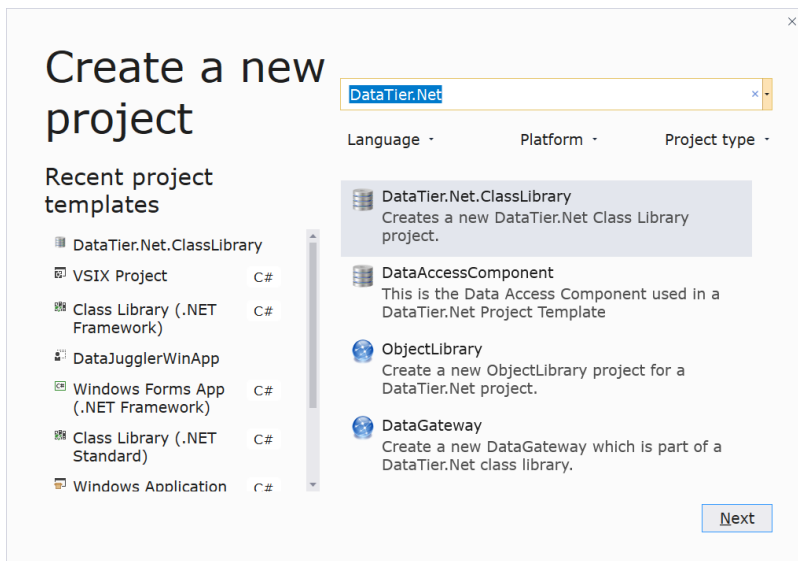 Create a new
project
DataTier.Net
Language
Platform
Project type
Recent project
templates
DataTier.Net.ClassLibrary
VSIX Project
C#
Class Library (.NET
Framework)
C#
DataJugglerWinApp
Windows Forms App
(.NET Framework)
C#
Class Library (.NET
Standard)
C#
Windows Application
C#
DataTier.Net.ClassLibrary
Creates a new DataTier.Net Class Library
project.
DataAccessComponent
This is the Data Access Component used in a
DataTier.Net Project Template
ObjectLibrary
Create a new ObjectLibrary project for a
DataTier.Net project.
DataGateway
Create a new DataGateway which is part of a
DataTier.Net class library.
Next